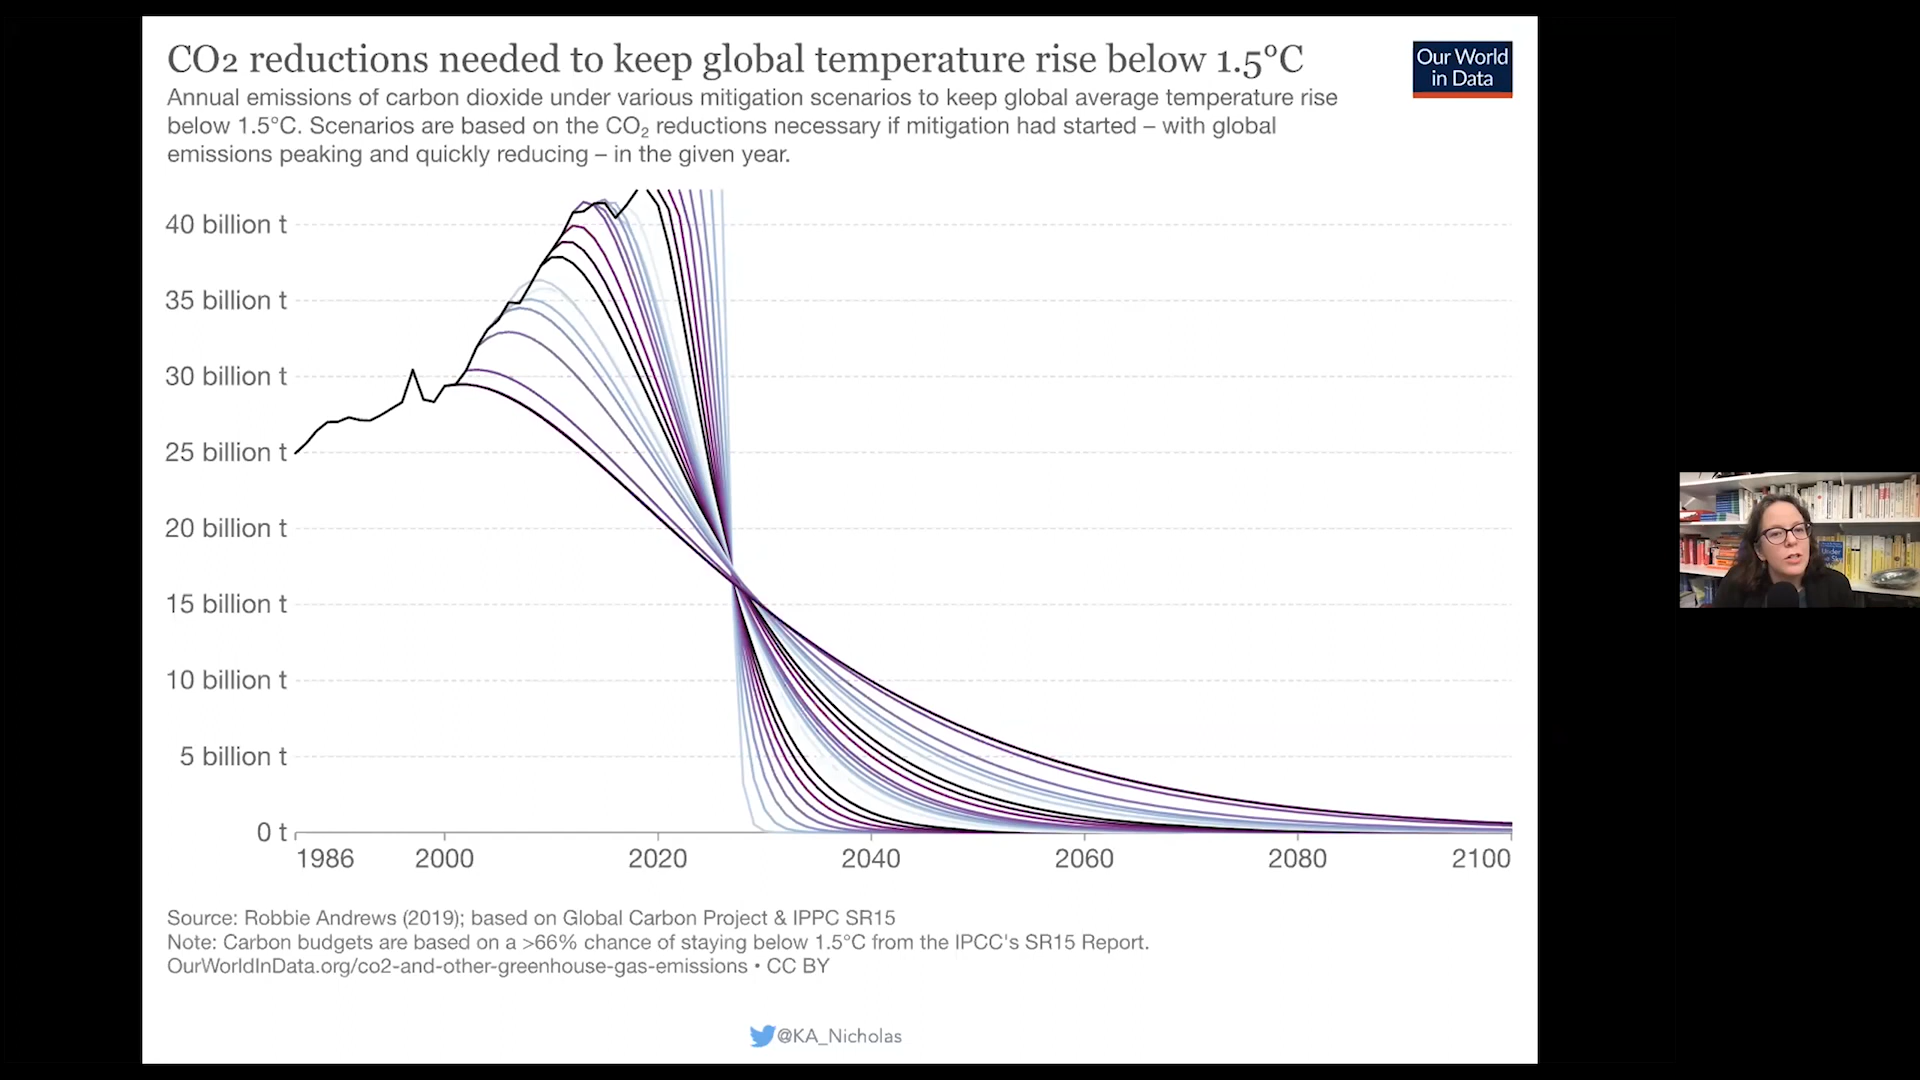 CO2 reductions needed to keep global temperature rise below 1.5°C
Our World
in Data
Annual emissions of carbon dioxide under various mitigation scenarios to keep global average temperature rise
below 1.5°C. Scenarios are based on the CO₂ reductions necessary if mitigation had started – with global
emissions peaking and quickly reducing – in the given year.
40 billion t
35 billion t
30 billion t
25 billion t
20 billion t
15 billion t
10 billion t
5 billion t
0 t
1986 2000 2020 2040 2060 2080 2100
Source: Robbie Andrews (2019); based on Global Carbon Project & IPPC SR15
Note: Carbon budgets are based on a >66% chance of staying below 1.5°C from the IPCC's SR15 Report.
OurWorldInData.org/co2-and-other-greenhouse-gas-emissions • CC BY
@KA_Nicholas
Under